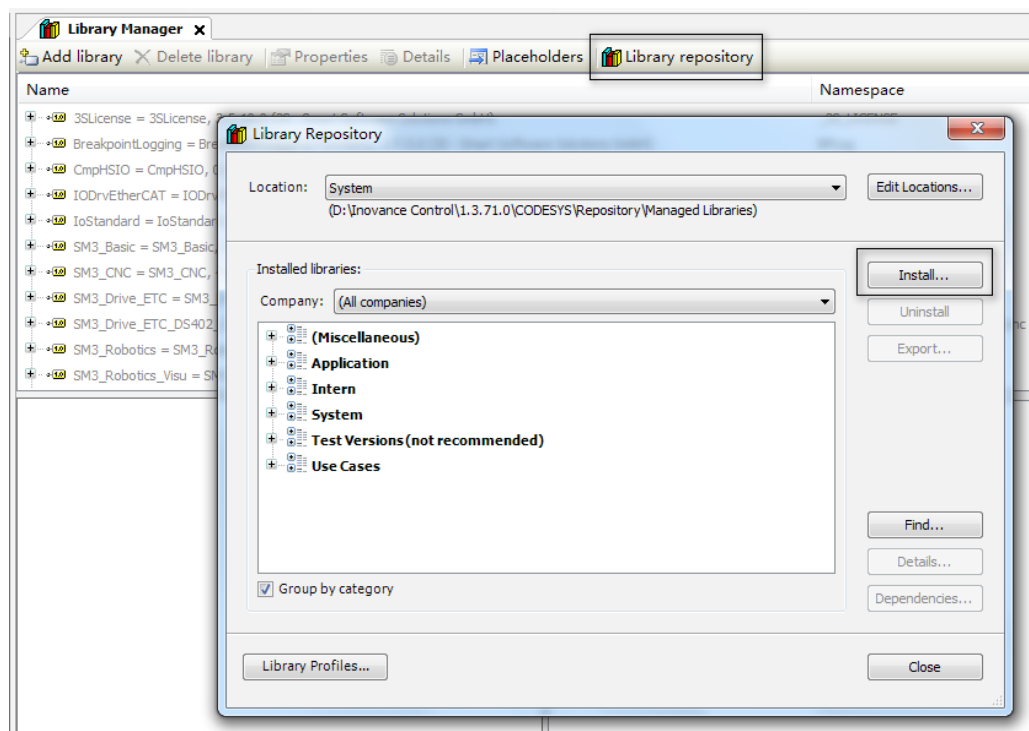 Library Manager x
Add library Delete library Properties Details Placeholders Library repository
Name Namespace
3SLicense = 3SLicense,
BreakpointLogging = Bre
CmpHSIO = CmpHSIO,
IODrvEtherCAT = IODrv
IoStandard = IoStandar
SM3_Basic = SM3_Basic,
SM3_CNC = SM3_CNC,
SM3_Drive_ETC = SM3_
SM3_Drive_ETC_DS402_
SM3_Robotics = SM3_Ro
SM3_Robotics_Visu = SM
Library Repository
Location: System Edit Locations...
(D:\Inovance Control\1.3.71.0\CODESYS\Repository\Managed Libraries)
Installed libraries:
Install...
Company: (All companies)
Uninstall
(Miscellaneous)
Export...
Application
Intern
System
Test Versions(not recommended)
Use Cases
Find...
Details...
Group by category
Dependencies...
Library Profiles... Close